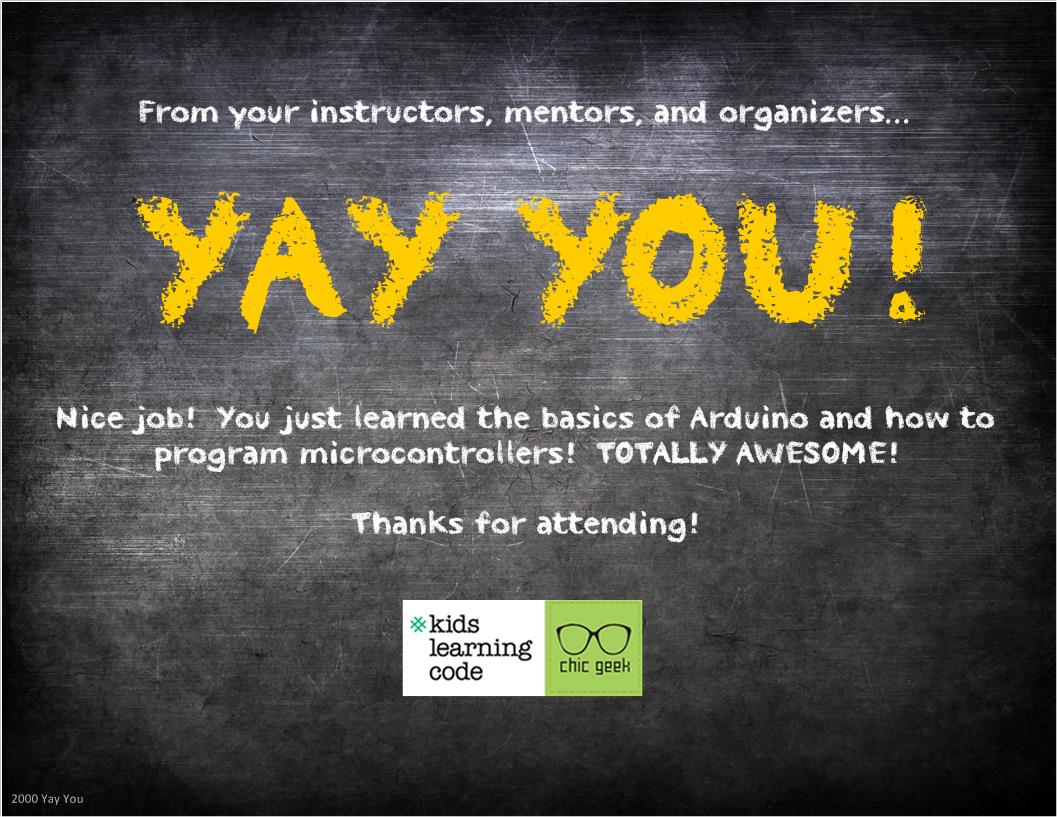 From your instructors, mentors, and organizers...
YAY YOU!
Nice job!  You just learned the basics of Arduino and how to
program microcontrollers!  TOTALLY AWESOME!
Thanks for attending!
kids
learning
code
chic geek
2000 Yay You